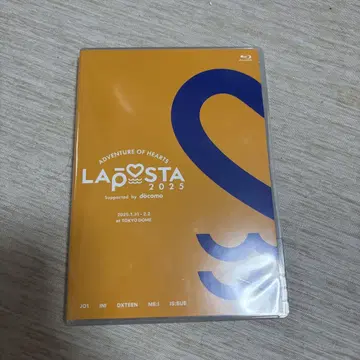 ADVENTURE OF HEARTS
LAPOSTA
2025
Supported by docomo
2025.1.31 - 2.5
at TOKYO DOME
JO1 INI DXTEEN ME:I IS:SUE